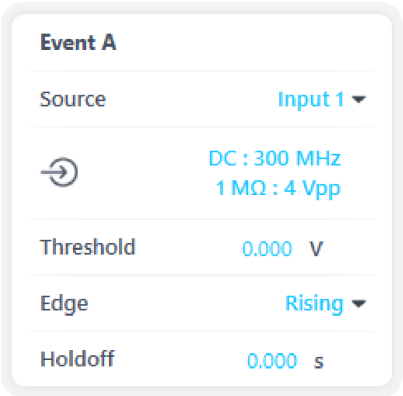 Event A
Source Input 1
DC : 300 MHz
1 MΩ : 4 Vpp
Threshold 0.000 V
Edge Rising
Holdoff 0.000 s